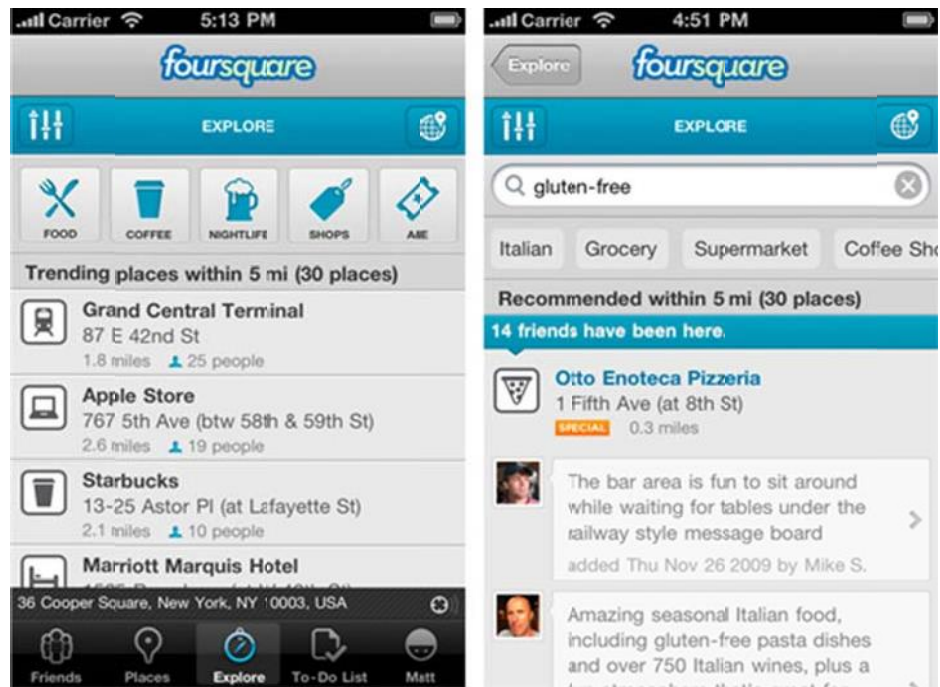 Carrier 5:13 PM
foursquare
EXPLORE
FOOD COFFEE NIGHTLIFE SHOPS A&E
Trending places within 5 mi (30 places)
Grand Central Terminal
87 E 42nd St
1.8 miles 25 people
Apple Store
767 5th Ave (btw 58th & 59th St)
2.6 miles 19 people
Starbucks
13-25 Astor Pl (at Lafayette St)
2.1 miles 10 people
Marriott Marquis Hotel
36 Cooper Square, New York, NY 10003, USA
Friends Places Explore To-Do List Matt
Carrier 4:51 PM
Explore foursquare
EXPLORE
gluten-free
Italian Grocery Supermarket Coffee Sho
Recommended within 5 mi (30 places)
14 friends have been here.
Otto Enoteca Pizzeria
1 Fifth Ave (at 8th St)
SPECIAL 0.3 miles
The bar area is fun to sit around
while waiting for tables under the
railway style message board
added Thu Nov 26 2009 by Mike S.
Amazing seasonal Italian food,
including gluten-free pasta dishes
and over 750 Italian wines, plus a